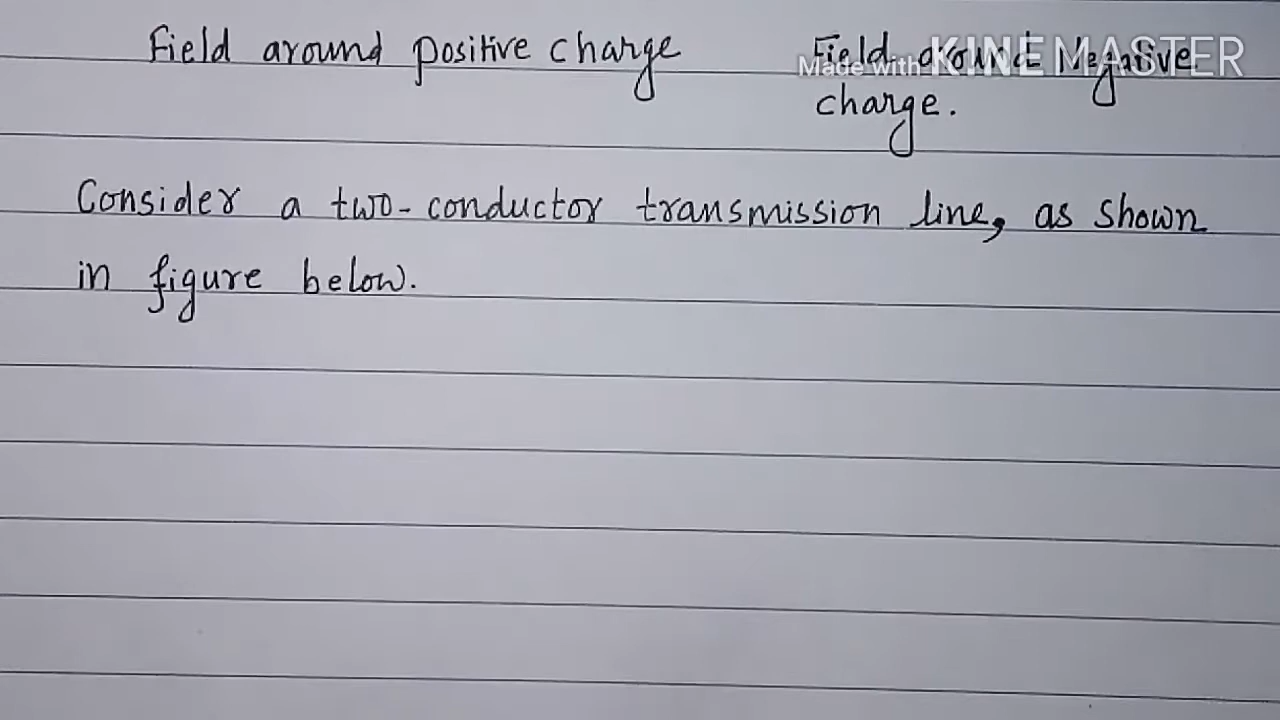 Field around positive charge
Field around Negative
charge.
Made with KINEMASTER
Consider a two-conductor transmission line, as shown
in figure below.